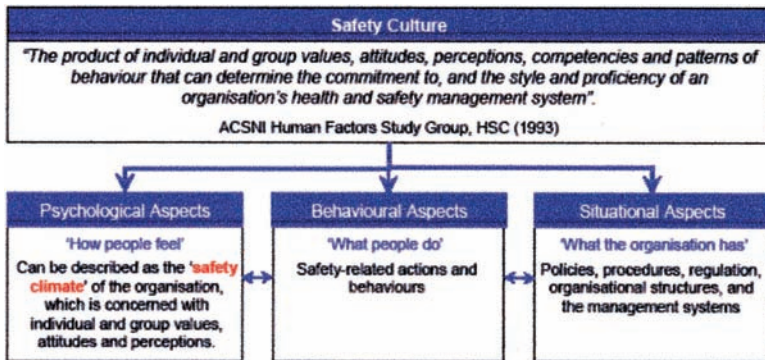 Safety Culture
"The product of individual and group values, attitudes, perceptions, competencies and patterns of
behaviour that can determine the commitment to, and the style and proficiency of an
organisation's health and safety management system".
ACSNI Human Factors Study Group, HSC (1993)
Psychological Aspects
'How people feel'
Can be described as the 'safety
climate' of the organisation,
which is concerned with
individual and group values,
attitudes and perceptions.
Behavioural Aspects
'What people do'
Safety-related actions and
behaviours
Situational Aspects
'What the organisation has'
Policies, procedures, regulation,
organisational structures, and
the management systems